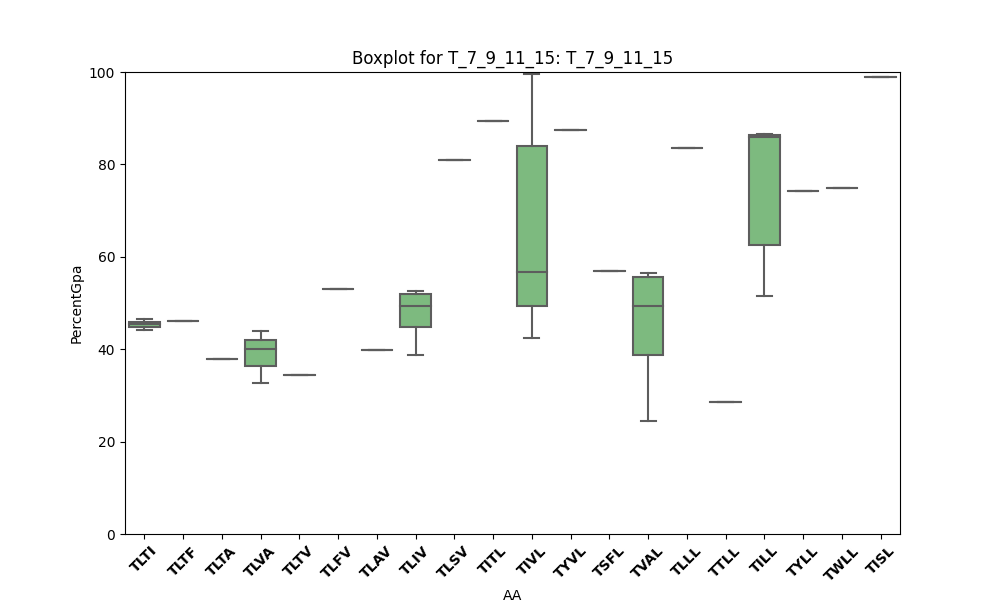 Boxplot for T_7_9_11_15: T_7_9_11_15
100
80
60
40
20
0
PercentGpa
TLTI TLTF TLTA TLVA TLTV TLFV TLAV TLIV TLSV TITL TIVL TYVL TSFL TVAL TLLL TTLL TILL TYLL TWLL TISL
AA